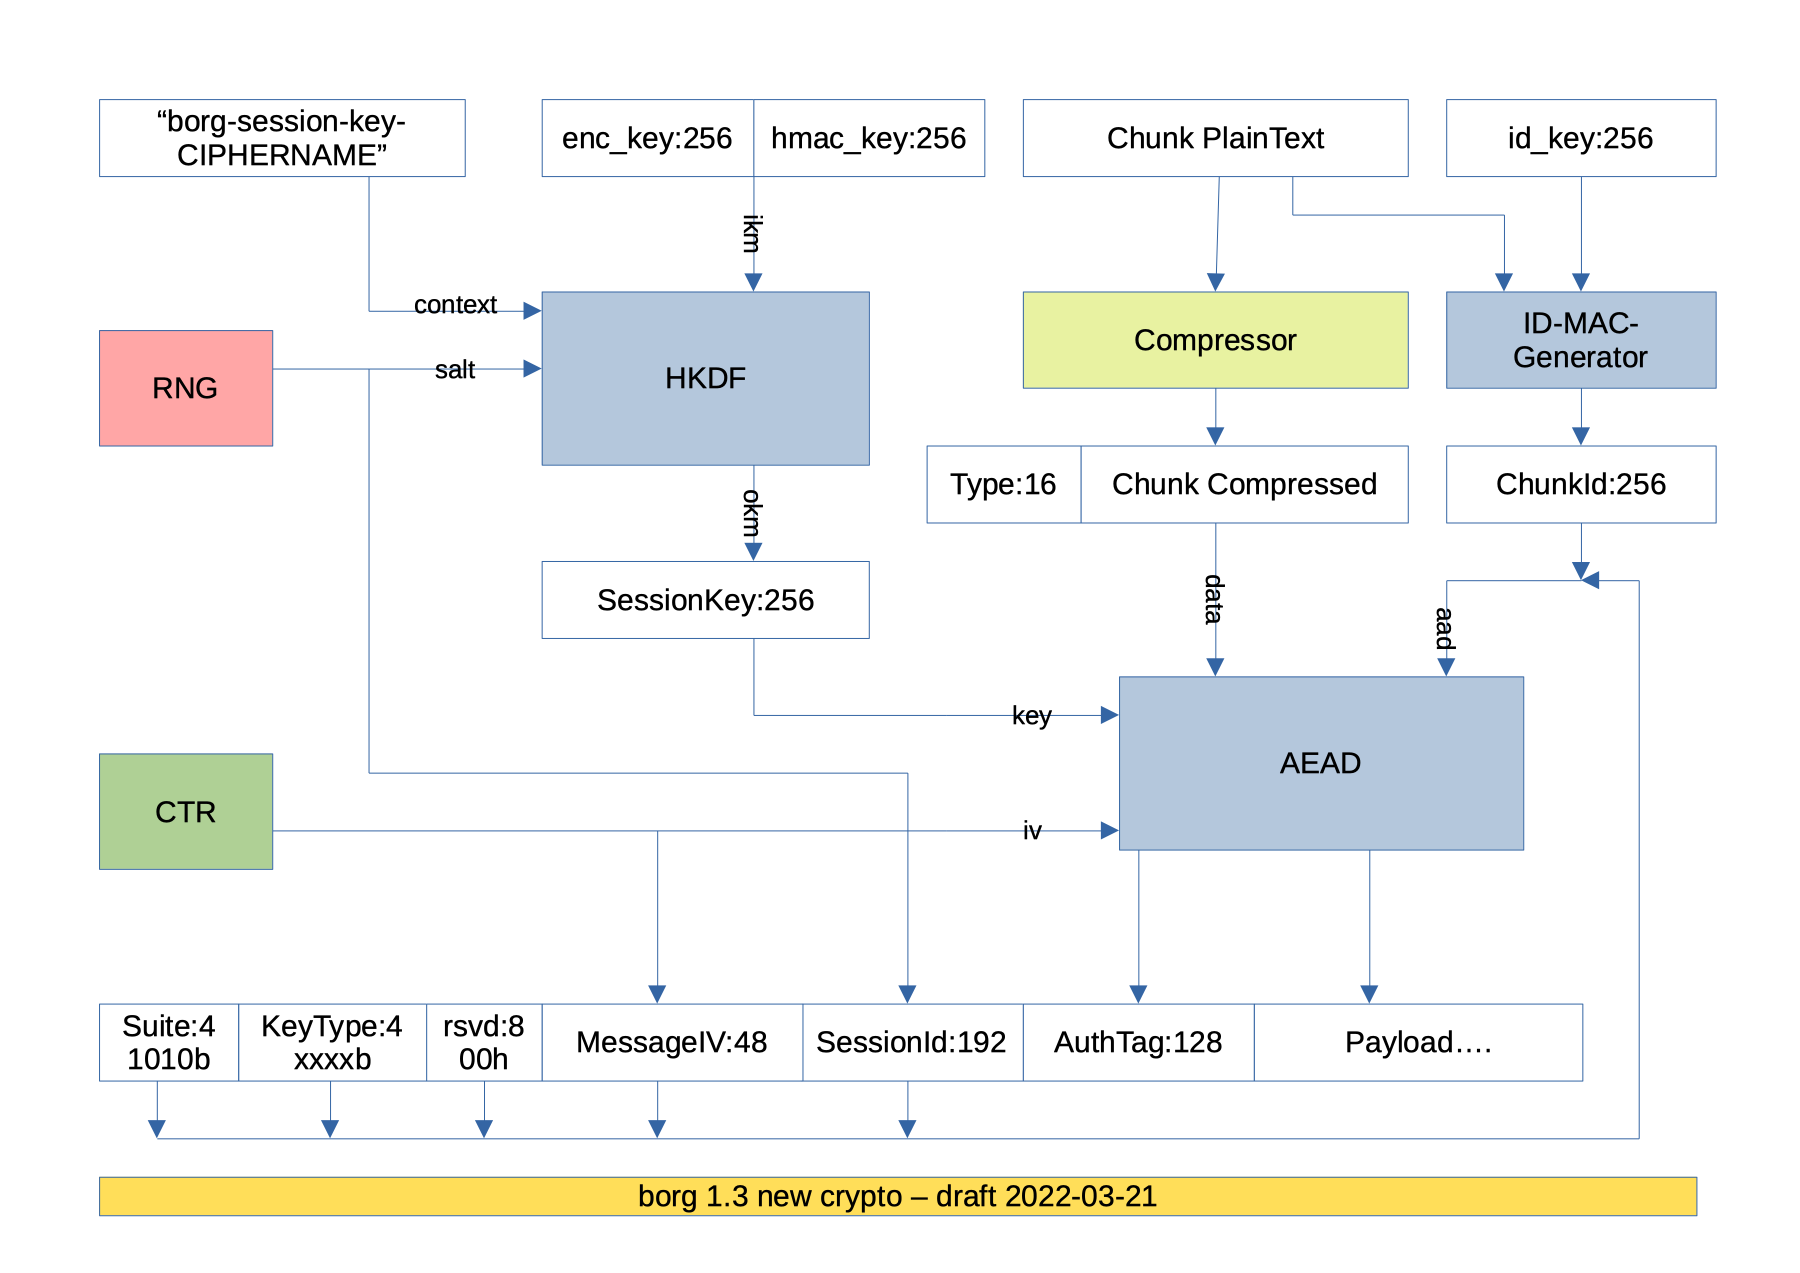 “borg-session-key-
CIPHERNAME”
enc_key:256
hmac_key:256
Chunk PlainText
id_key:256
ikm
context
salt
RNG
HKDF
Compressor
ID-MAC-
Generator
okm
Type:16
Chunk Compressed
ChunkId:256
SessionKey:256
data
aad
key
AEAD
CTR
iv
Suite:4
1010b
KeyType:4
xxxxb
rsvd:8
00h
MessageIV:48
SessionId:192
AuthTag:128
Payload….
borg 1.3 new crypto – draft 2022-03-21